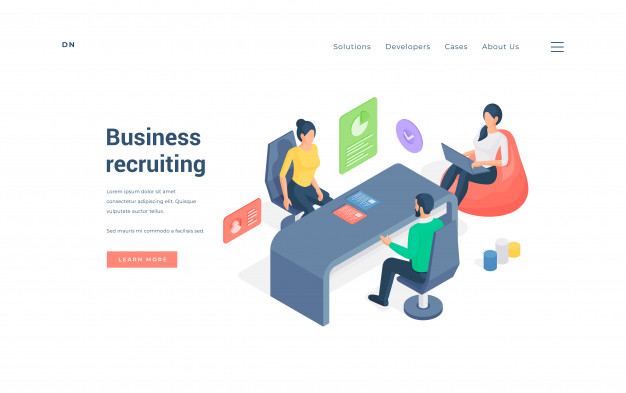 DN
Solutions Developers Cases About Us
Business
recruiting
Lorem ipsum dolor sit amet
consectetur adipiscing elit. Quisque
vulputate auctor tellus.
Sed mauris mi commodo a facilisis sed.
LEARN MORE